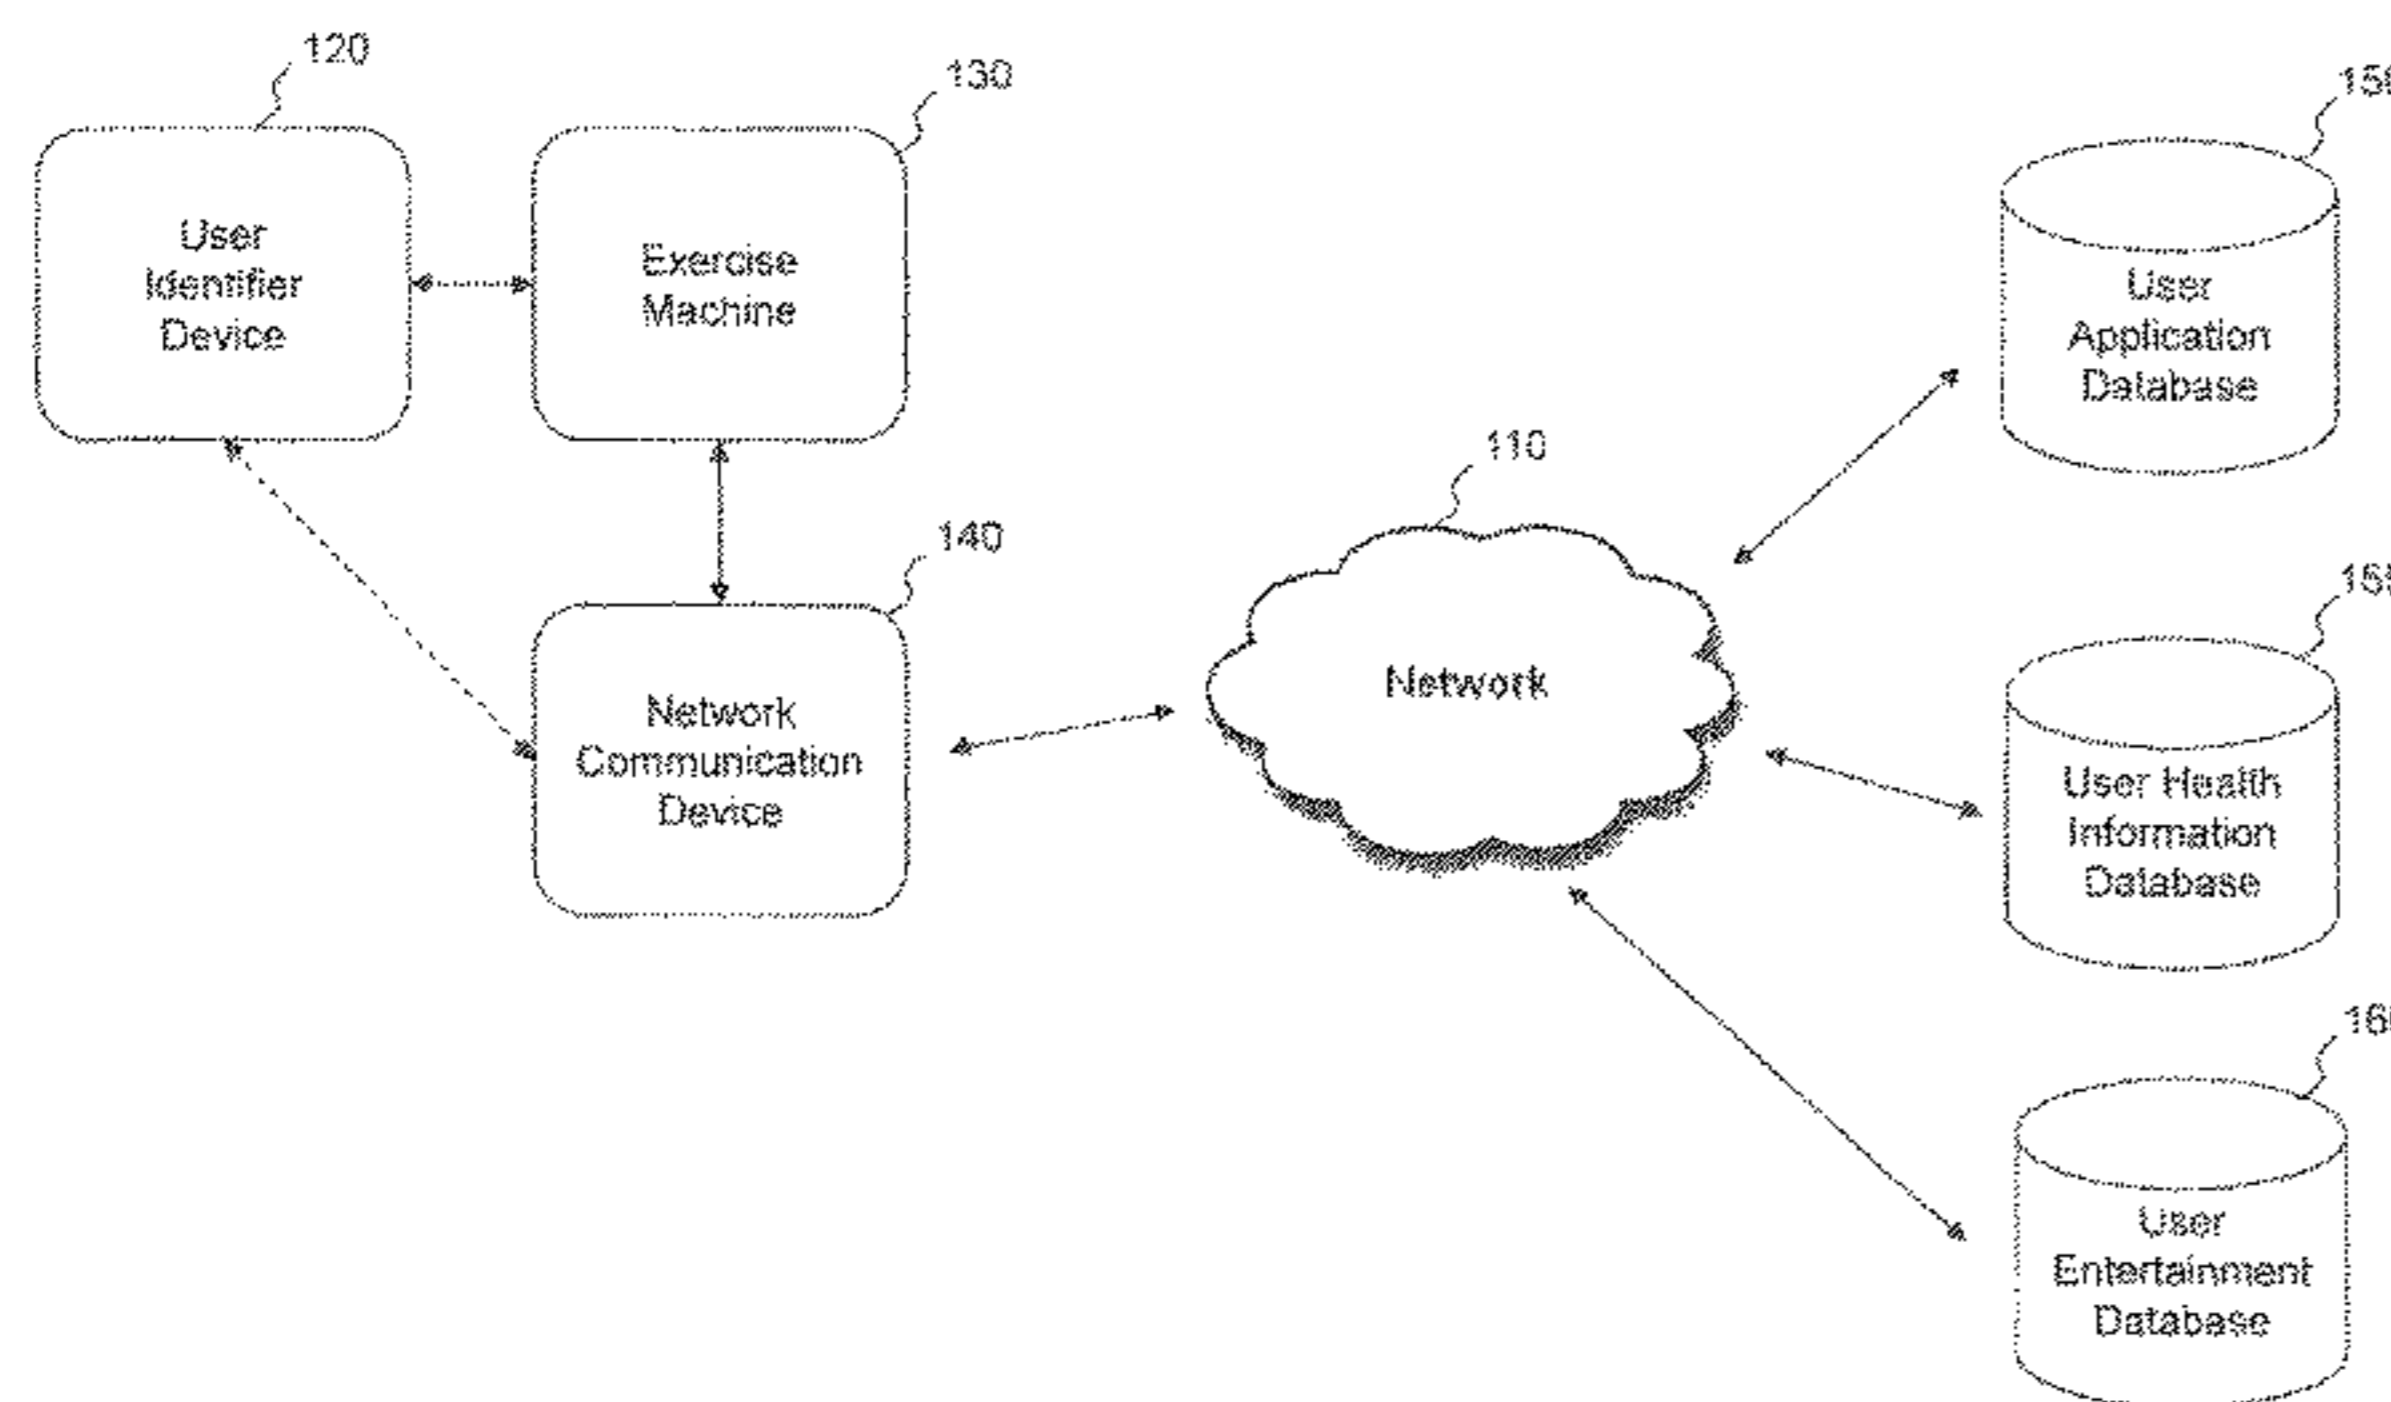 120
130
User
Identifier
Device
Exercise
Machine
140
Network
Communication
Device
110
Network
User
Application
Database
User Health
Information
Database
User
Entertainment
Database